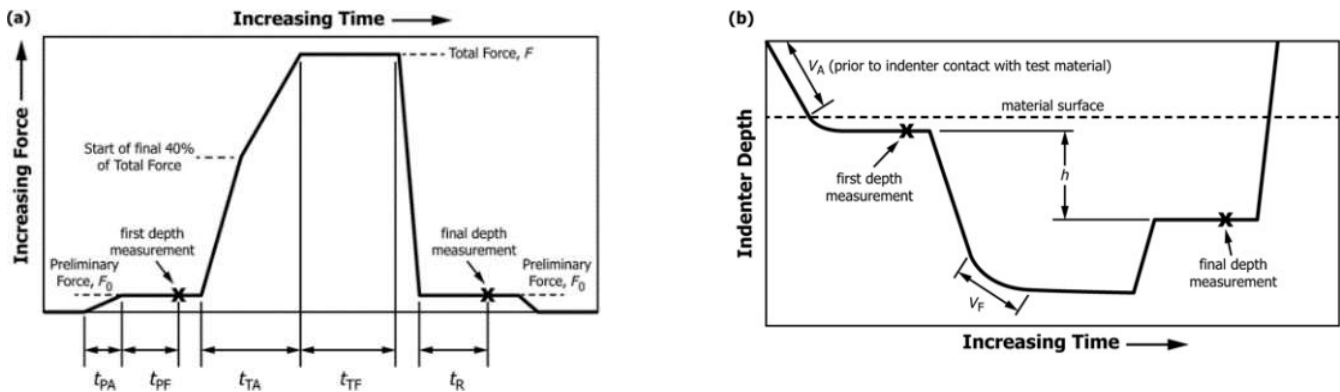 (a)
Increasing Time
Increasing Force
Total Force, F
Start of final 40%
of Total Force
first depth
measurement
final depth
measurement
Preliminary
Force, F₀
Preliminary
Force, F₀
tPA
tPF
tTA
tTF
tR
(b)
Indenter Depth
VA (prior to indenter contact with test material)
material surface
first depth
measurement
h
final depth
measurement
VF
Increasing Time